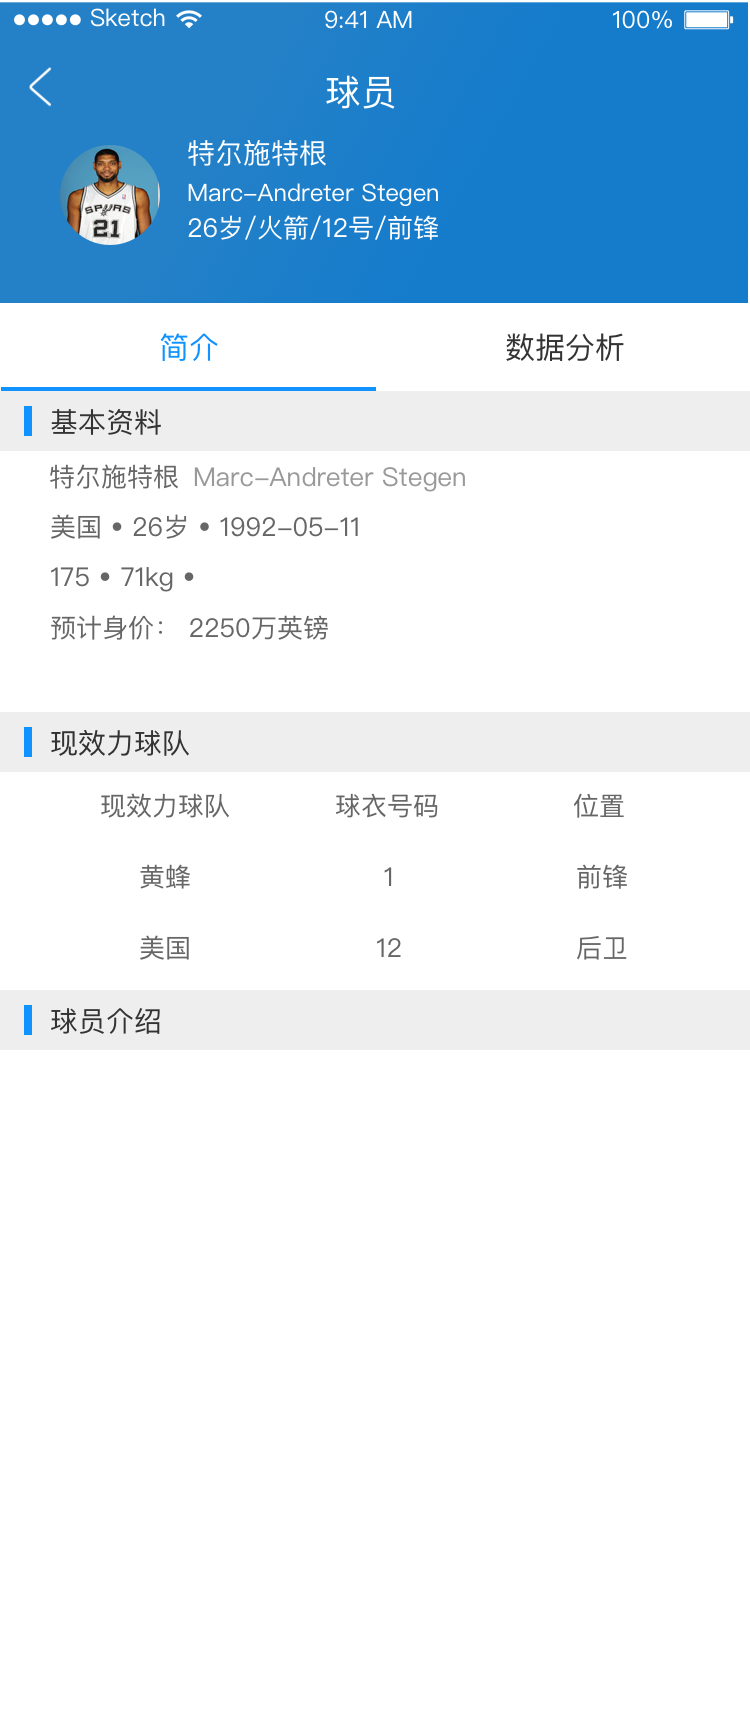 Sketch 9:41 AM 100%
球员
SPURS
21
特尔施特根
Marc-Andreter Stegen
26岁/火箭/12号/前锋
简介 数据分析
基本资料
特尔施特根 Marc-Andreter Stegen
美国 • 26岁 • 1992-05-11
175 • 71kg •
预计身价： 2250万英镑
现效力球队
现效力球队 球衣号码 位置
黄蜂 1 前锋
美国 12 后卫
球员介绍